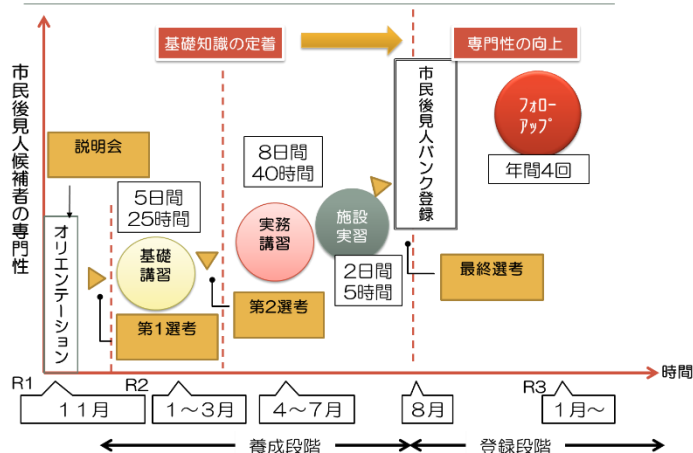 基礎知識の定着
専門性の向上
市民後見人候補者の専門性
説明会
オリエンテーション
5日間
25時間
基礎
講習
第1選考
8日間
40時間
実務
講習
第2選考
施設
実習
2日間
5時間
市民後見人バンク登録
最終選考
ﾌｫﾛｰ
ｱｯﾌﾟ
年間4回
時間
R1
11月
R2
1～3月
4～7月
8月
R3
1月～
養成段階
登録段階